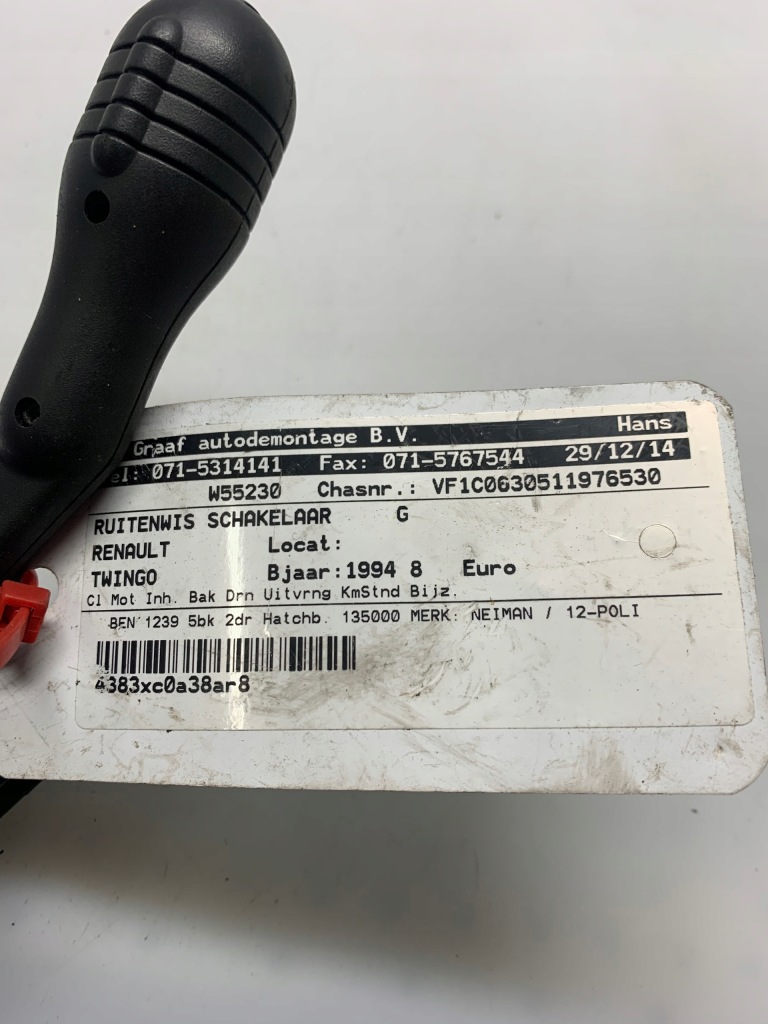 Graaf autodemontage B.V. Hans
el: 071-5314141 Fax: 071-5767544 29/12/14
W55230 Chasnr.: VF1C0630511976530
RUITENWIS SCHAKELAAR G
RENAULT Locat:
TWINGO Bjaar:1994 8 Euro
Cl Mot Inh. Bak Drn Uitvrng KmStnd Bijz.
BEN 1239 5bk 2dr Hatchb. 135000 MERK: NEIMAN / 12-POLI
4383xc0a38ar8